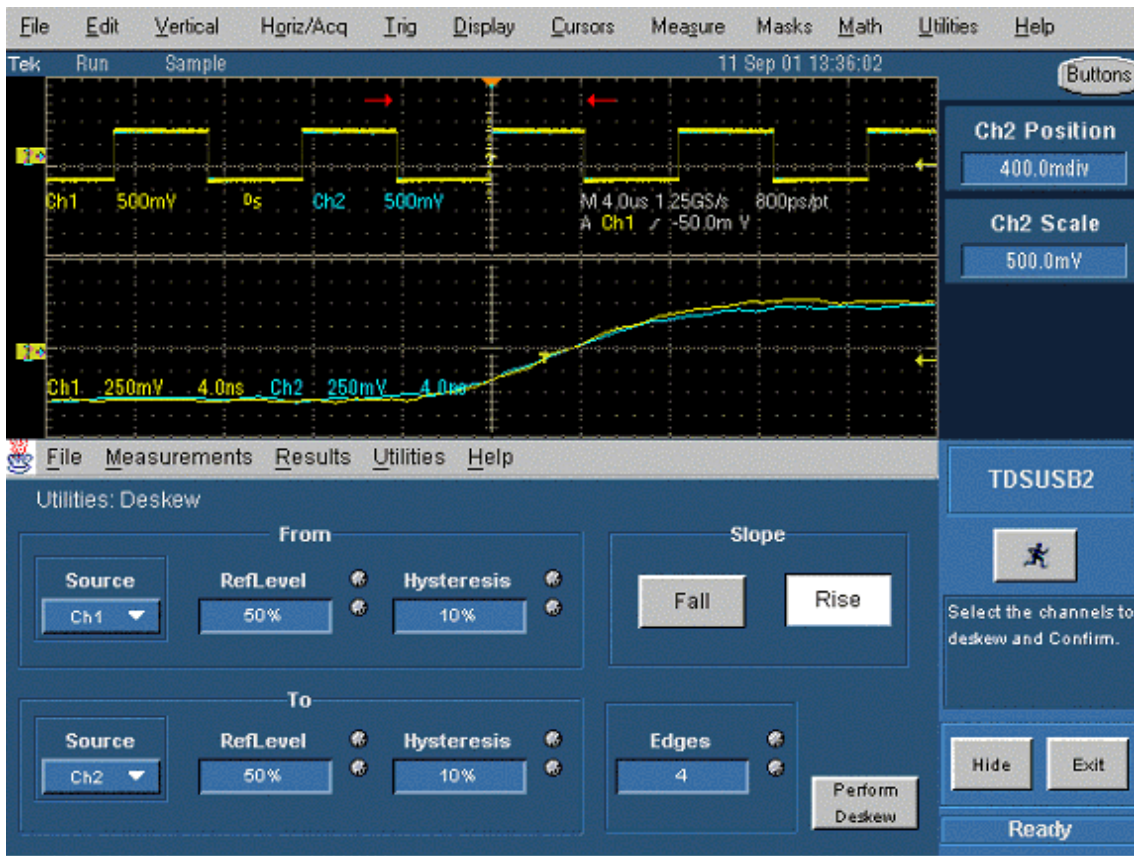 File Edit Vertical Horiz/Acq Trig Display Cursors Measure Masks Math Utilities Help
Tek Run Sample 11 Sep 01 13:36:02
Buttons
Ch2 Position
400.0mdiv
Ch2 Scale
500.0mV
Ch1 500mV 0s Ch2 500mV M 4.0us 1.25GS/s 800ps/pt
A Ch1 / -50.0m V
Ch1 250mV 4.0ns Ch2 250mV 4.0ns
File Measurements Results Utilities Help
Utilities: Deskew
From
Source RefLevel Hysteresis
Ch1 50% 10%
Slope
Fall Rise
To
Source RefLevel Hysteresis
Ch2 50% 10%
Edges
4
Perform
Deskew
TDSUSB2
Select the channels to
deskew and Confirm.
Hide Exit
Ready